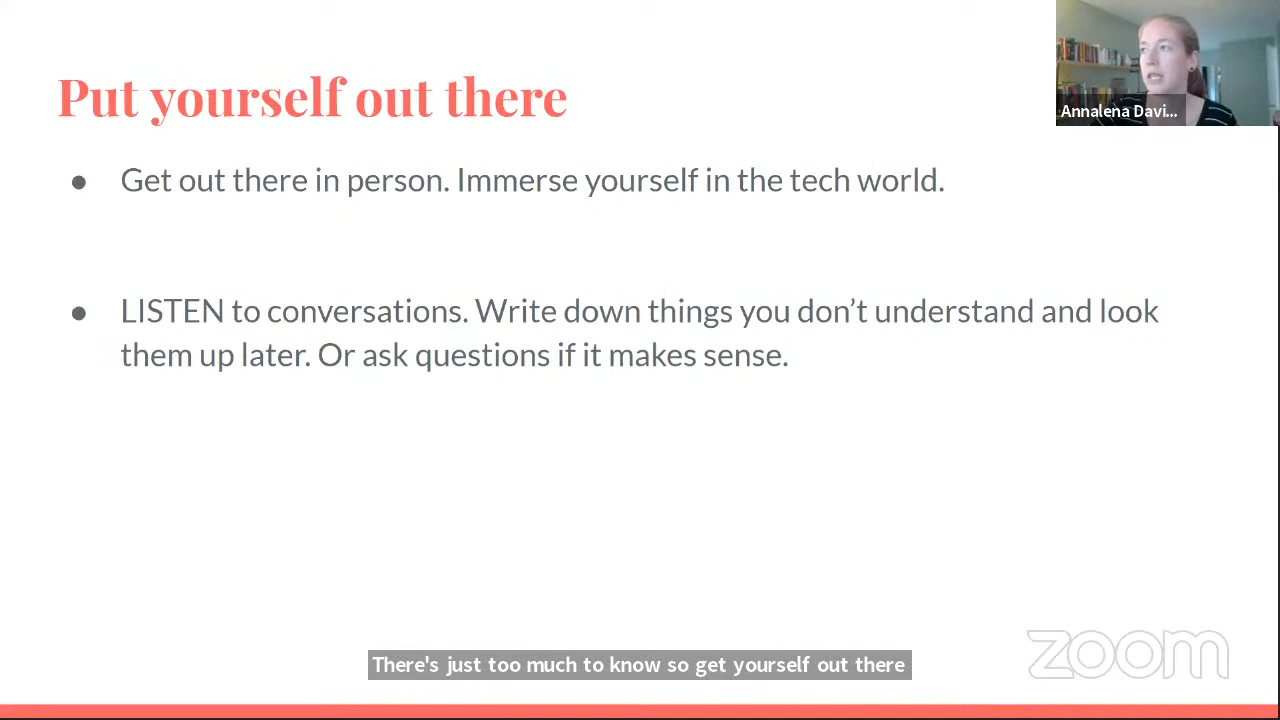 Put yourself out there
Annalena Davi...
● Get out there in person. Immerse yourself in the tech world.
● LISTEN to conversations. Write down things you don’t understand and look
them up later. Or ask questions if it makes sense.
There's just too much to know so get yourself out there
zoom